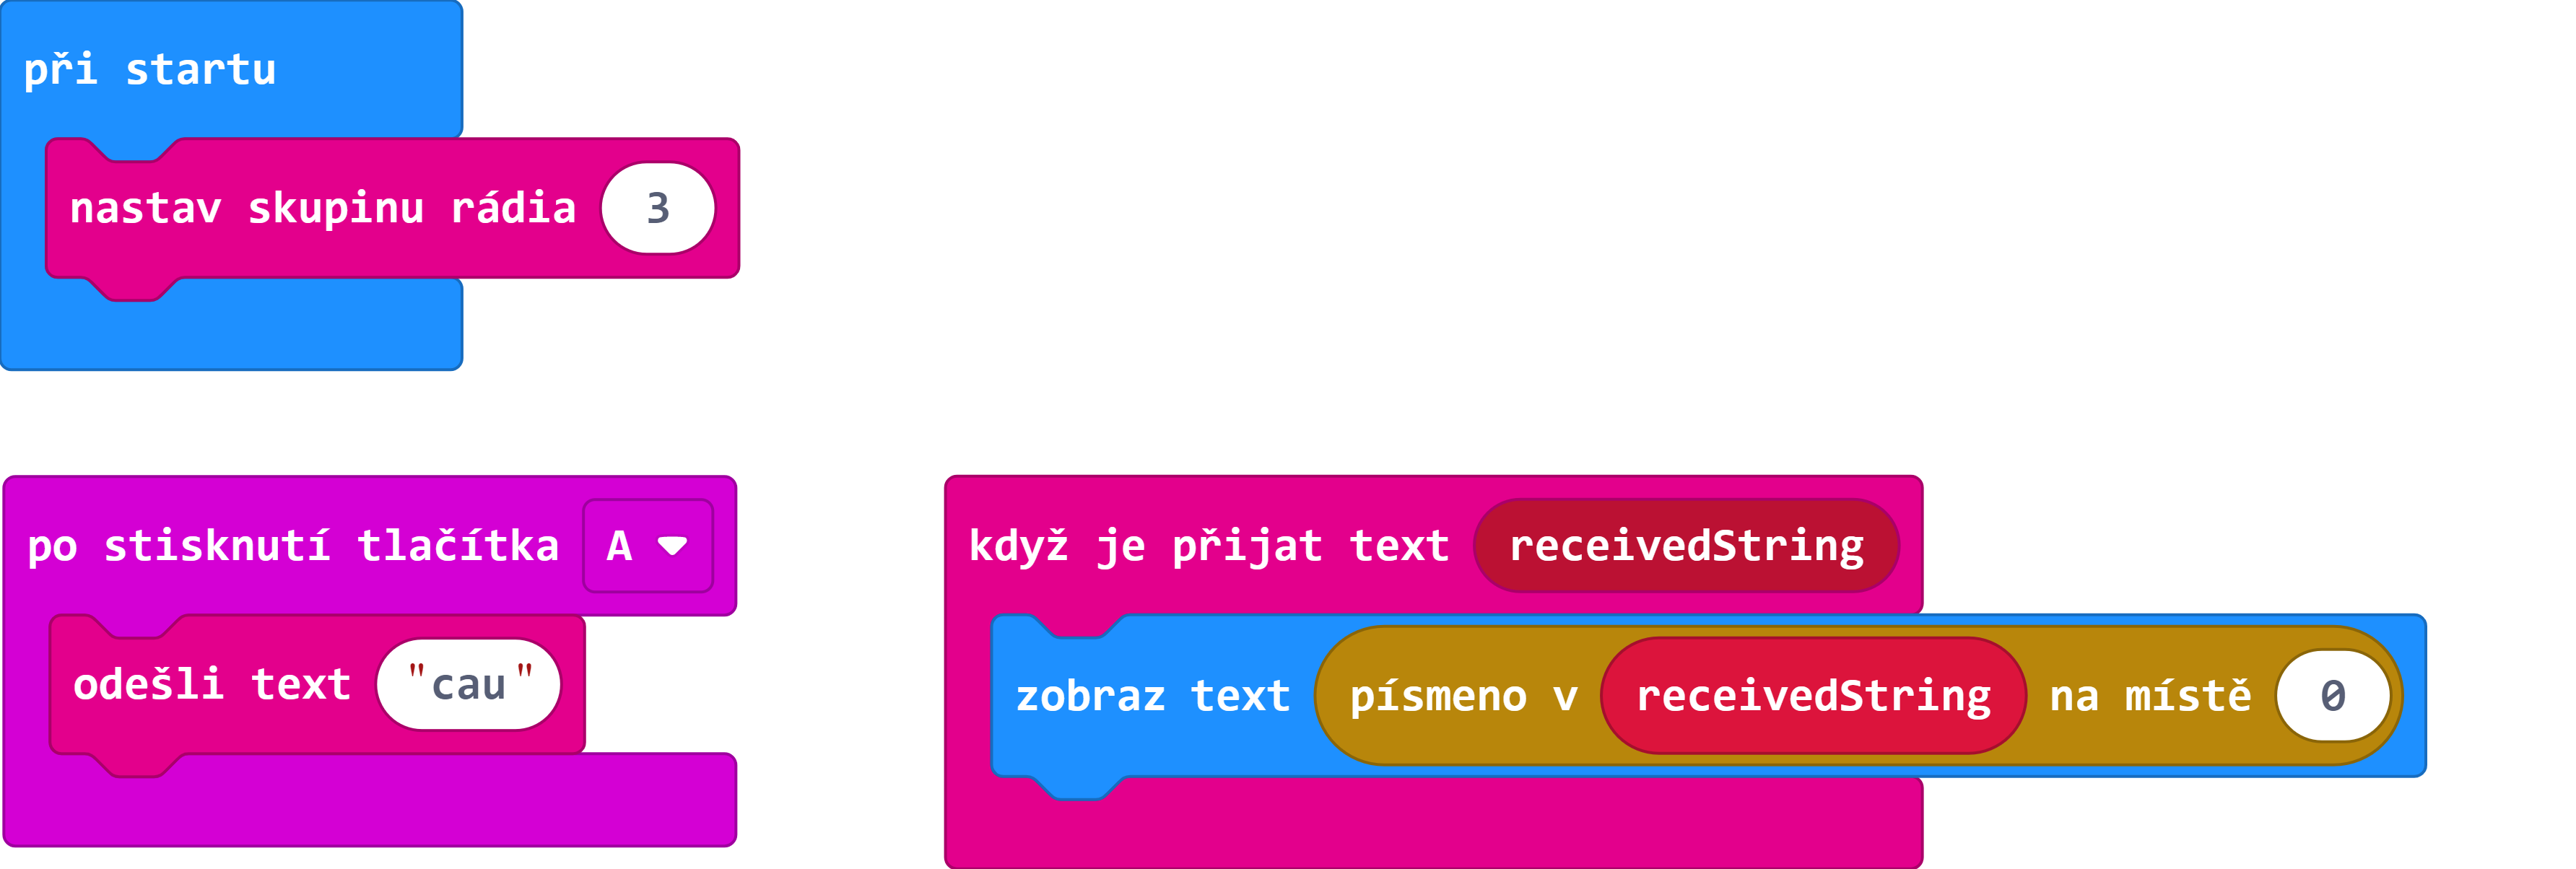 při startu
nastav skupinu rádia 3
po stisknutí tlačítka A
odešli text "cau"
když je přijat text receivedString
zobraz text písmeno v receivedString na místě 0